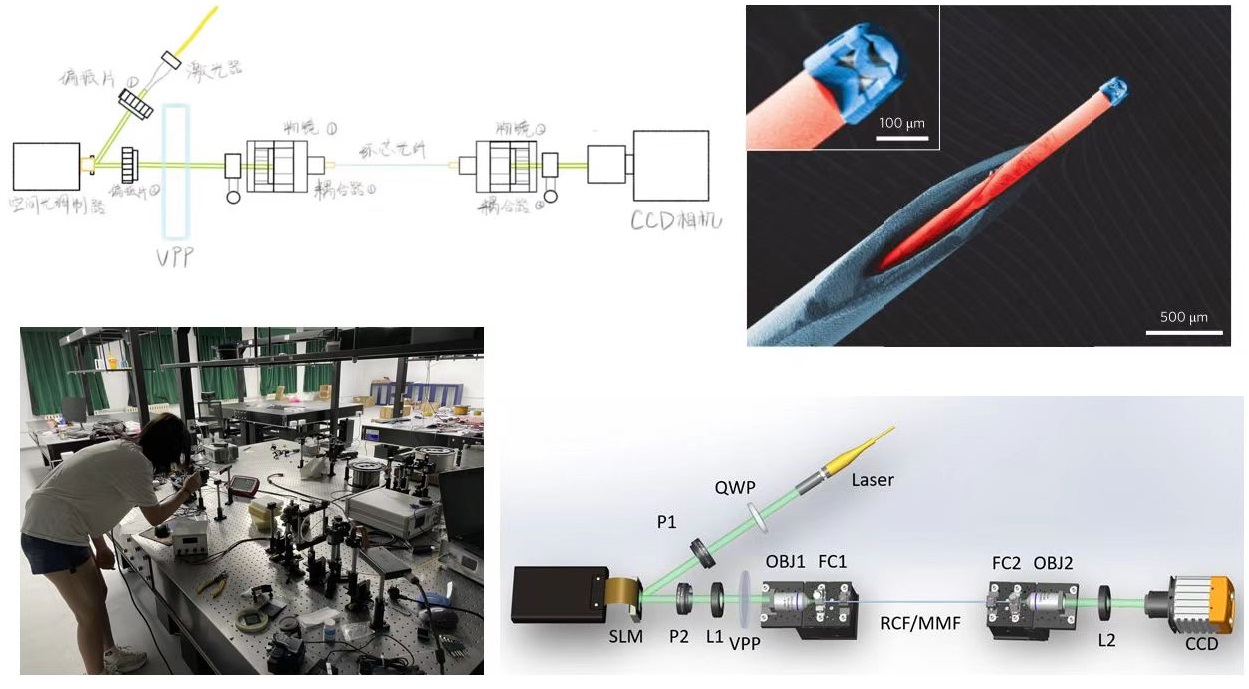 偏振片①
激光器
物镜①
环芯光纤
物镜②
空间光调制器
偏振片②
耦合器①
耦合器②
CCD相机
VPP
100 µm
500 µm
Laser
QWP
P1
OBJ1
FC1
FC2
OBJ2
SLM
P2
L1
VPP
RCF/MMF
L2
CCD